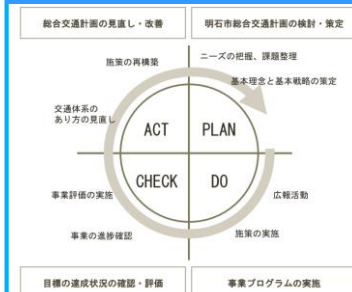 総合交通計画の見直し・改善
明石市総合交通計画の検討・策定
施策の再構築
ニーズの把握、課題整理
基本理念と基本戦略の策定
交通体系の
あり方の見直し
ACT
PLAN
CHECK
DO
事業評価の実施
広報活動
事業の進捗確認
施策の実施
目標の達成状況の確認・評価
事業プログラムの実施